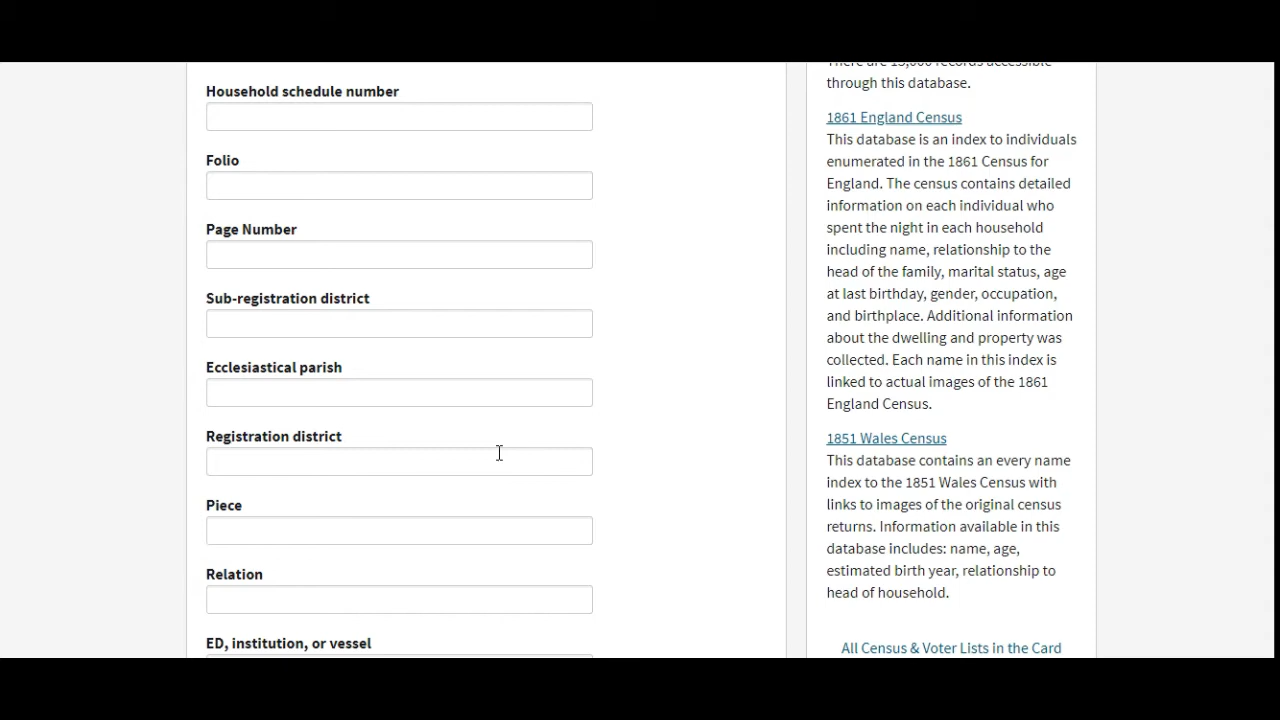 Household schedule number
Folio
Page Number
Sub-registration district
Ecclesiastical parish
Registration district
Piece
Relation
ED, institution, or vessel
There are 15,000 records accessible
through this database.
1861 England Census
This database is an index to individuals
enumerated in the 1861 Census for
England. The census contains detailed
information on each individual who
spent the night in each household
including name, relationship to the
head of the family, marital status, age
at last birthday, gender, occupation,
and birthplace. Additional information
about the dwelling and property was
collected. Each name in this index is
linked to actual images of the 1861
England Census.
1851 Wales Census
This database contains an every name
index to the 1851 Wales Census with
links to images of the original census
returns. Information available in this
database includes: name, age,
estimated birth year, relationship to
head of household.
All Census & Voter Lists in the Card